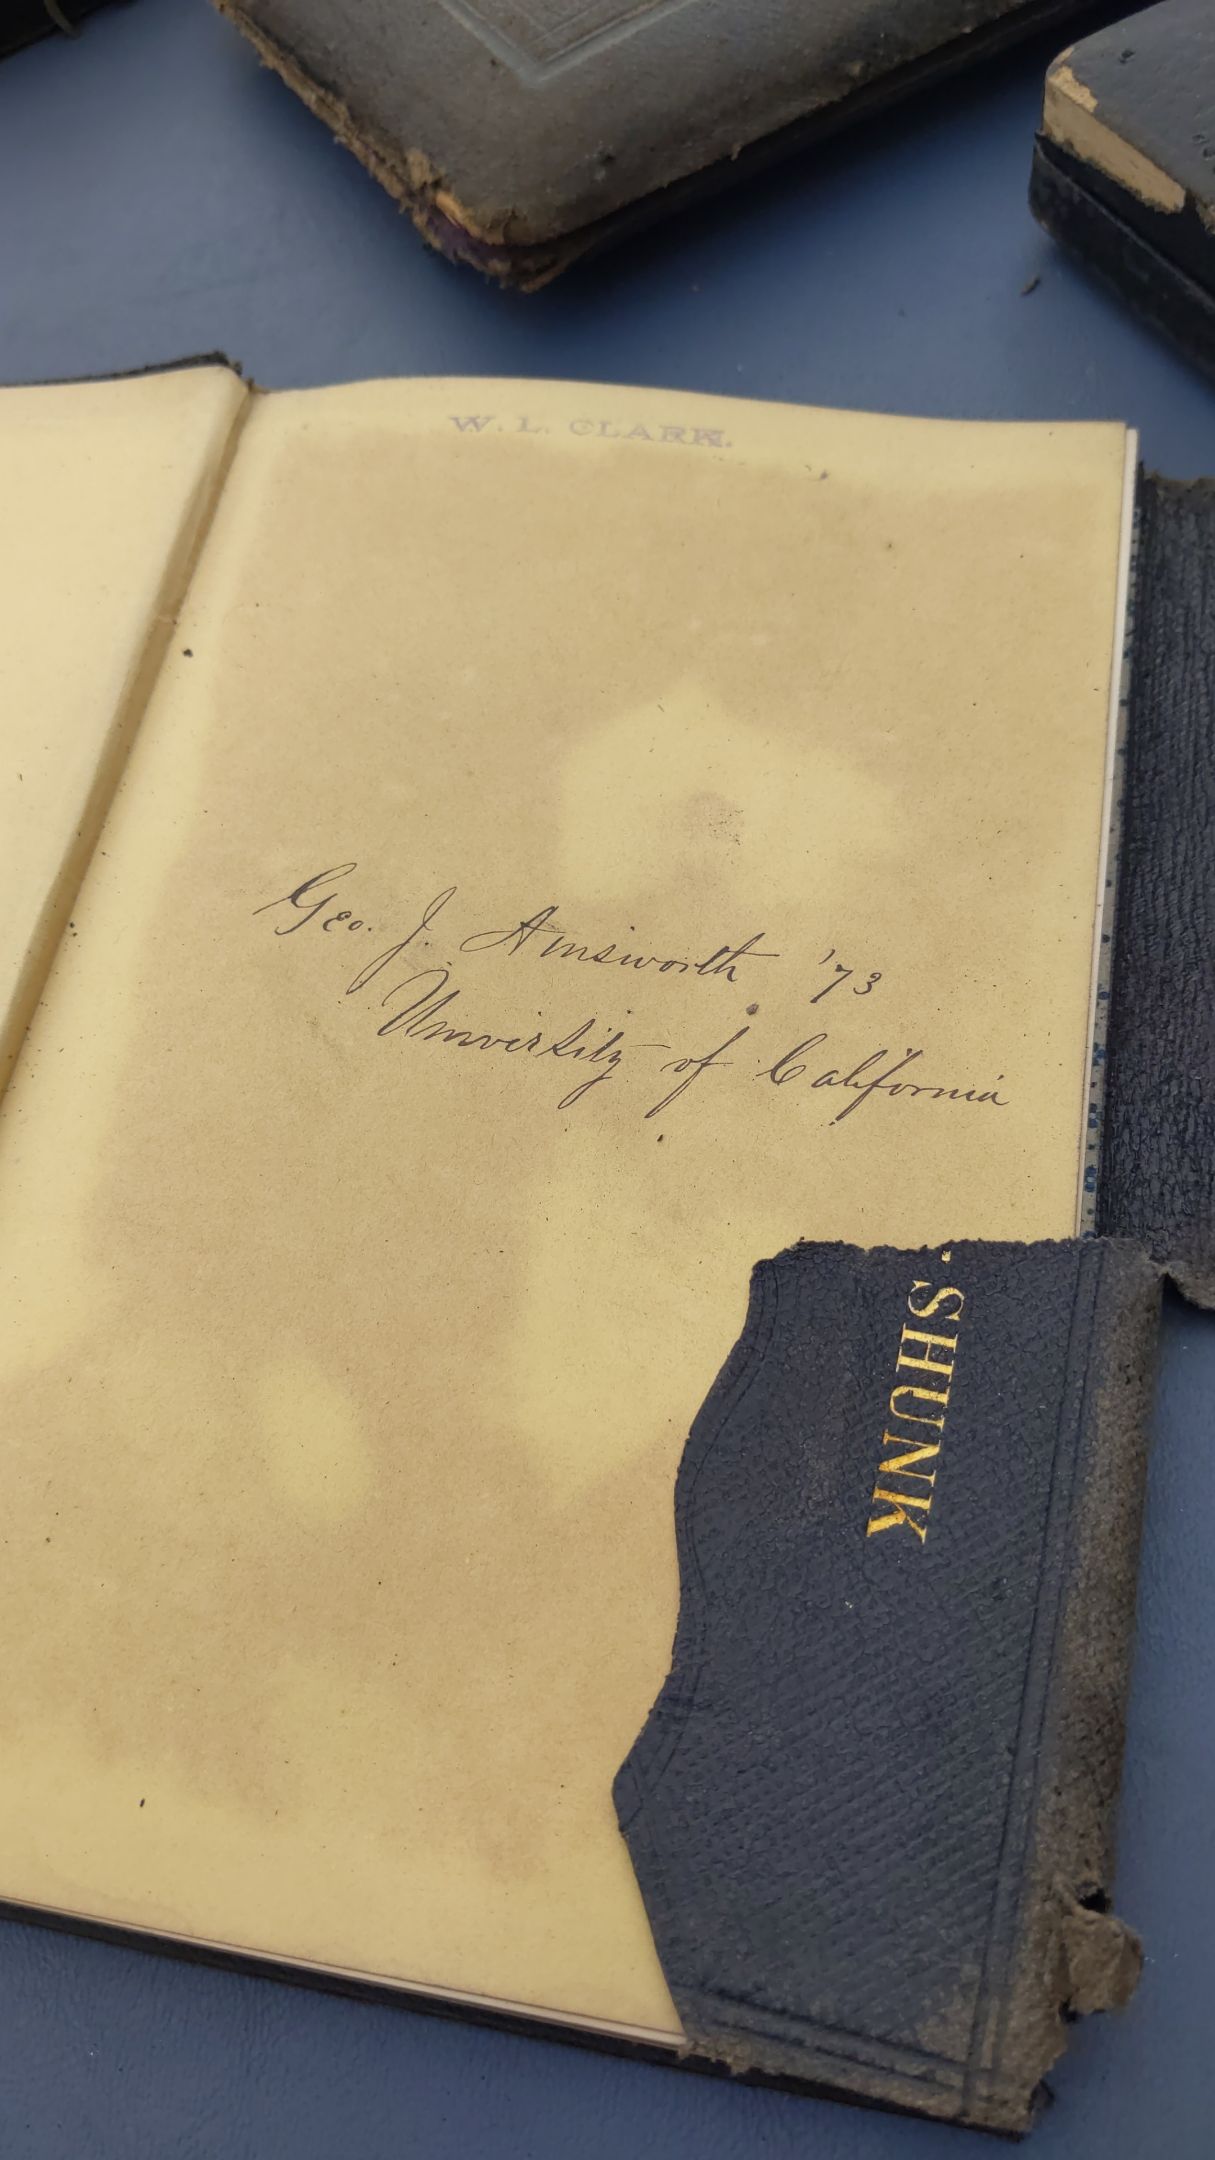 W. L. CLARK.
Geo. J. Ainsworth '73
University of California
. SHUNK